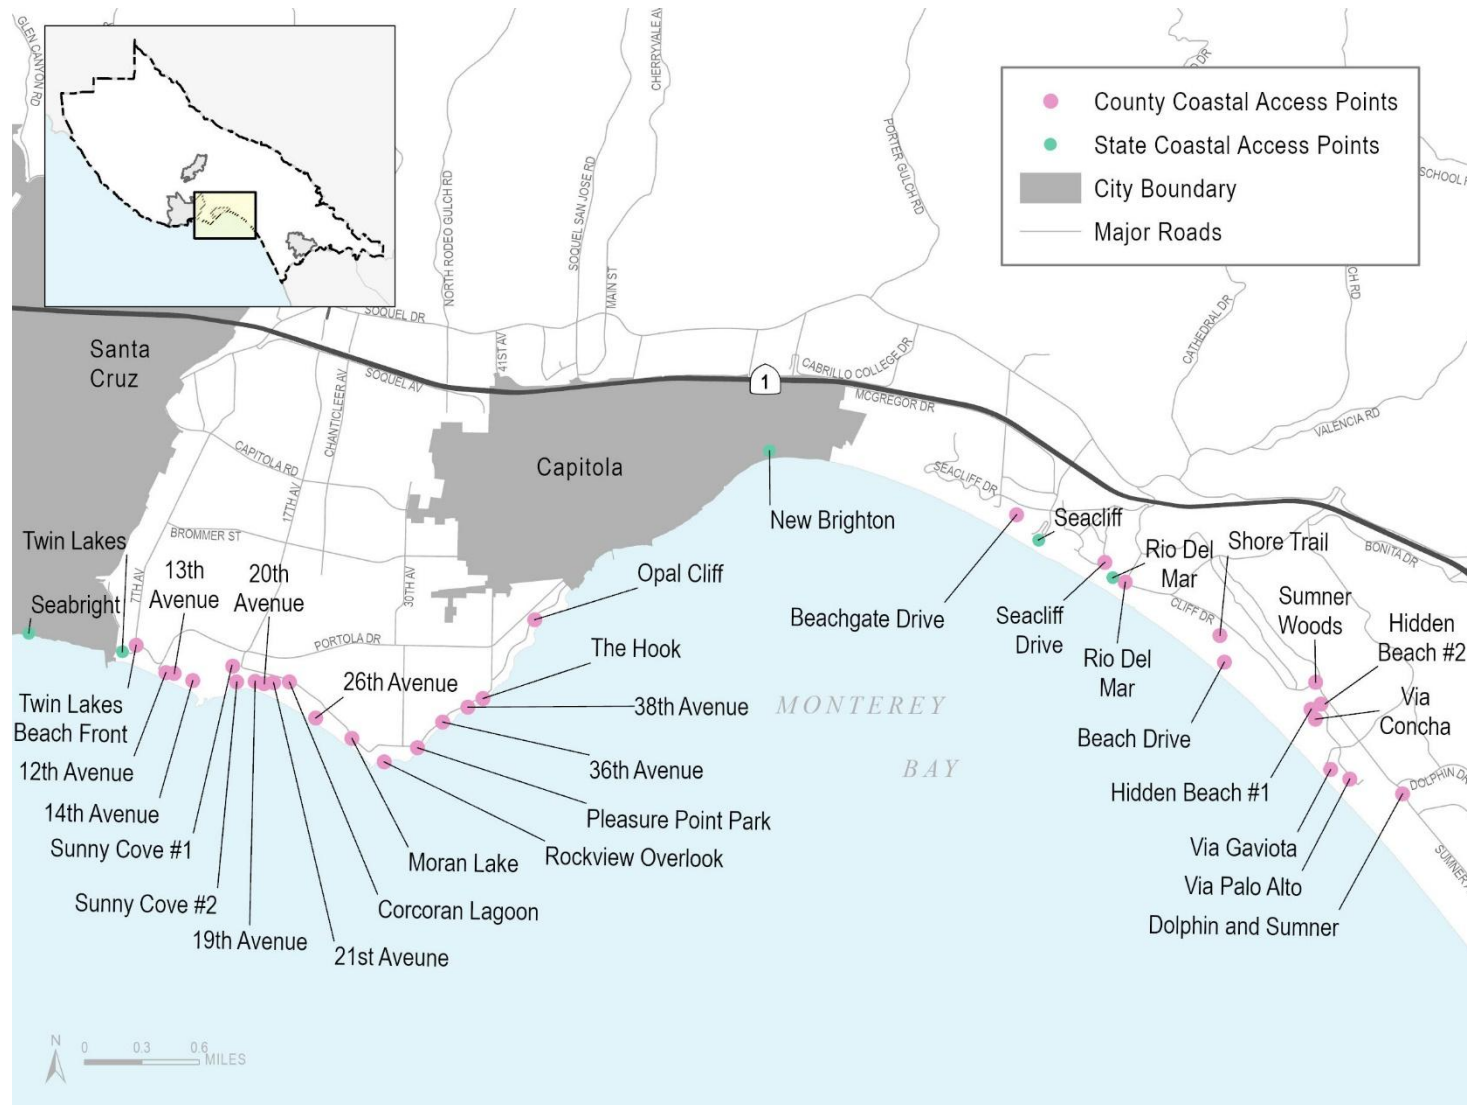 GLEN CANYON RD
CHERRYVALE AV
County Coastal Access Points
State Coastal Access Points
City Boundary
Major Roads
PORTER GULCH RD
SOQUEL SAN JOSE RD
NORTH RODEO GULCH RD
MAIN ST
CATHEDRAL DR
SOQUEL DR
41ST AV
Santa
Cruz
SOQUEL AV
CHANTICLEER AV
1
CABRILLO COLLEGE DR
MCGREGOR DR
VALENCIA RD
CAPITOLA RD
17TH AV
Capitola
SEACLIFF DR
New Brighton
Seacliff
Rio Del
Mar
Shore Trail
BONITA DR
BROMMER ST
30TH AV
Twin Lakes
7TH AV
13th
Avenue
20th
Avenue
Opal Cliff
Seabright
PORTOLA DR
Beachgate Drive
Seacliff
Drive
CLIFF DR
Sumner
Woods
Hidden
Beach #2
The Hook
26th Avenue
38th Avenue
Rio Del
Mar
Via
Concha
MONTEREY
BAY
Beach Drive
Twin Lakes
Beach Front
12th Avenue
36th Avenue
Hidden Beach #1
DOLPHIN DR
14th Avenue
Pleasure Point Park
Sunny Cove #1
Moran Lake
Rockview Overlook
Via Gaviota
Via Palo Alto
Sunny Cove #2
Corcoran Lagoon
Dolphin and Sumner
19th Avenue
21st Aveune
N
0 0.3 0.6
MILES